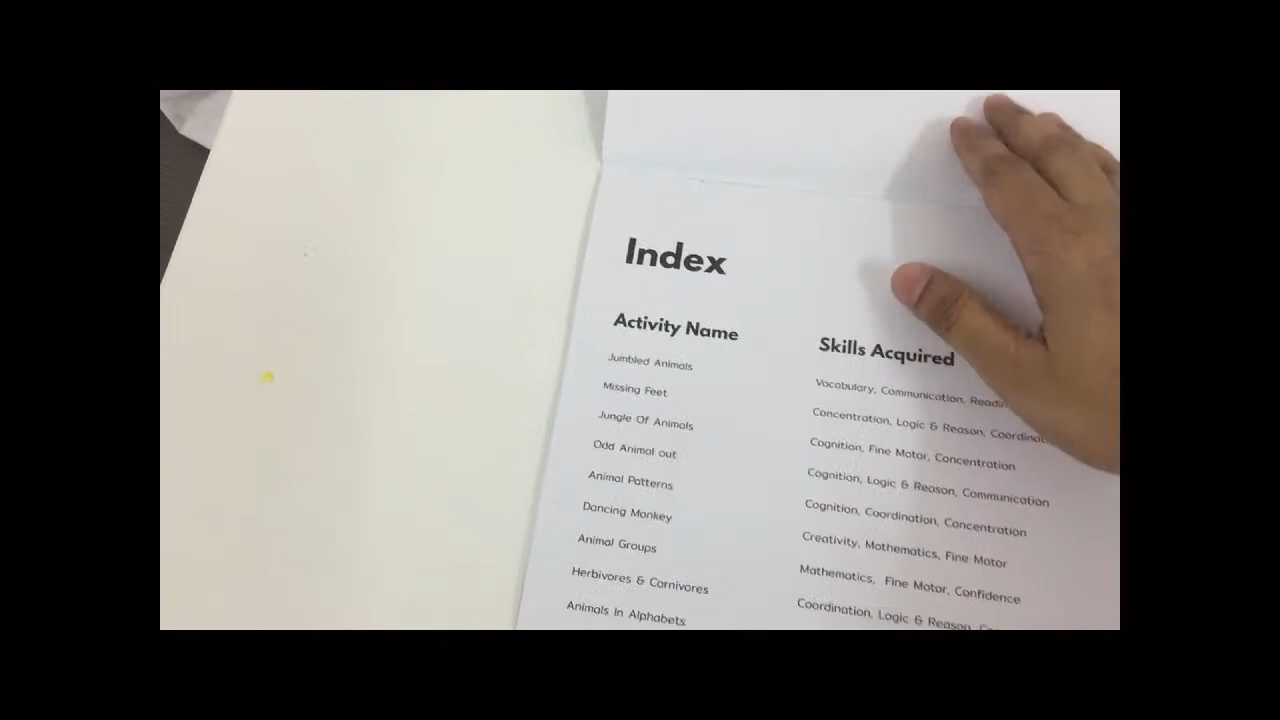 Index
Activity Name Skills Acquired
Jumbled Animals Vocabulary, Communication,
Missing Feet Concentration, Logic & Reason,
Jungle Of Animals Cognition, Fine Motor, Concentration
Odd Animal out Cognition, Logic & Reason, Communication
Animal Patterns Cognition, Coordination, Concentration
Dancing Monkey Creativity, Mathematics, Fine Motor
Animal Groups Mathematics, Fine Motor, Confidence
Herbivores & Carnivores Coordination, Logic & Reason,
Animals In Alphabets